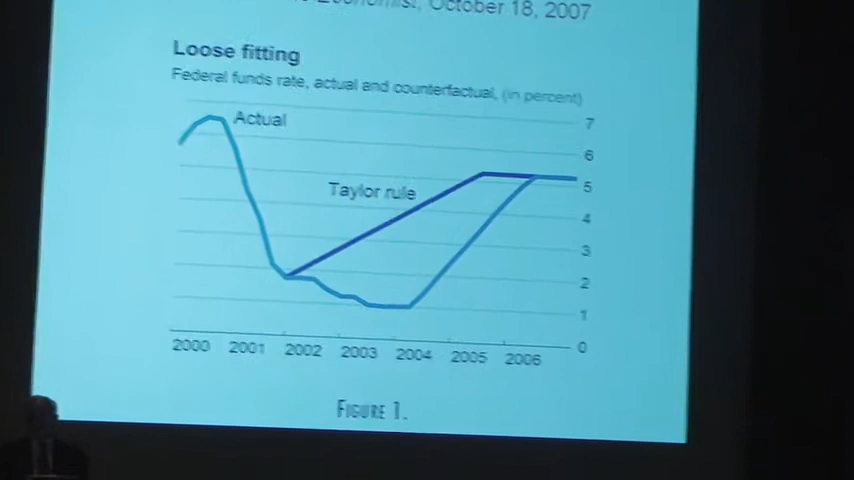 Economist, October 18, 2007
Loose fitting
Federal funds rate, actual and counterfactual, (in percent)
Actual
Taylor rule
7
6
5
4
3
2
1
0
2000 2001 2002 2003 2004 2005 2006
FIGURE 1.